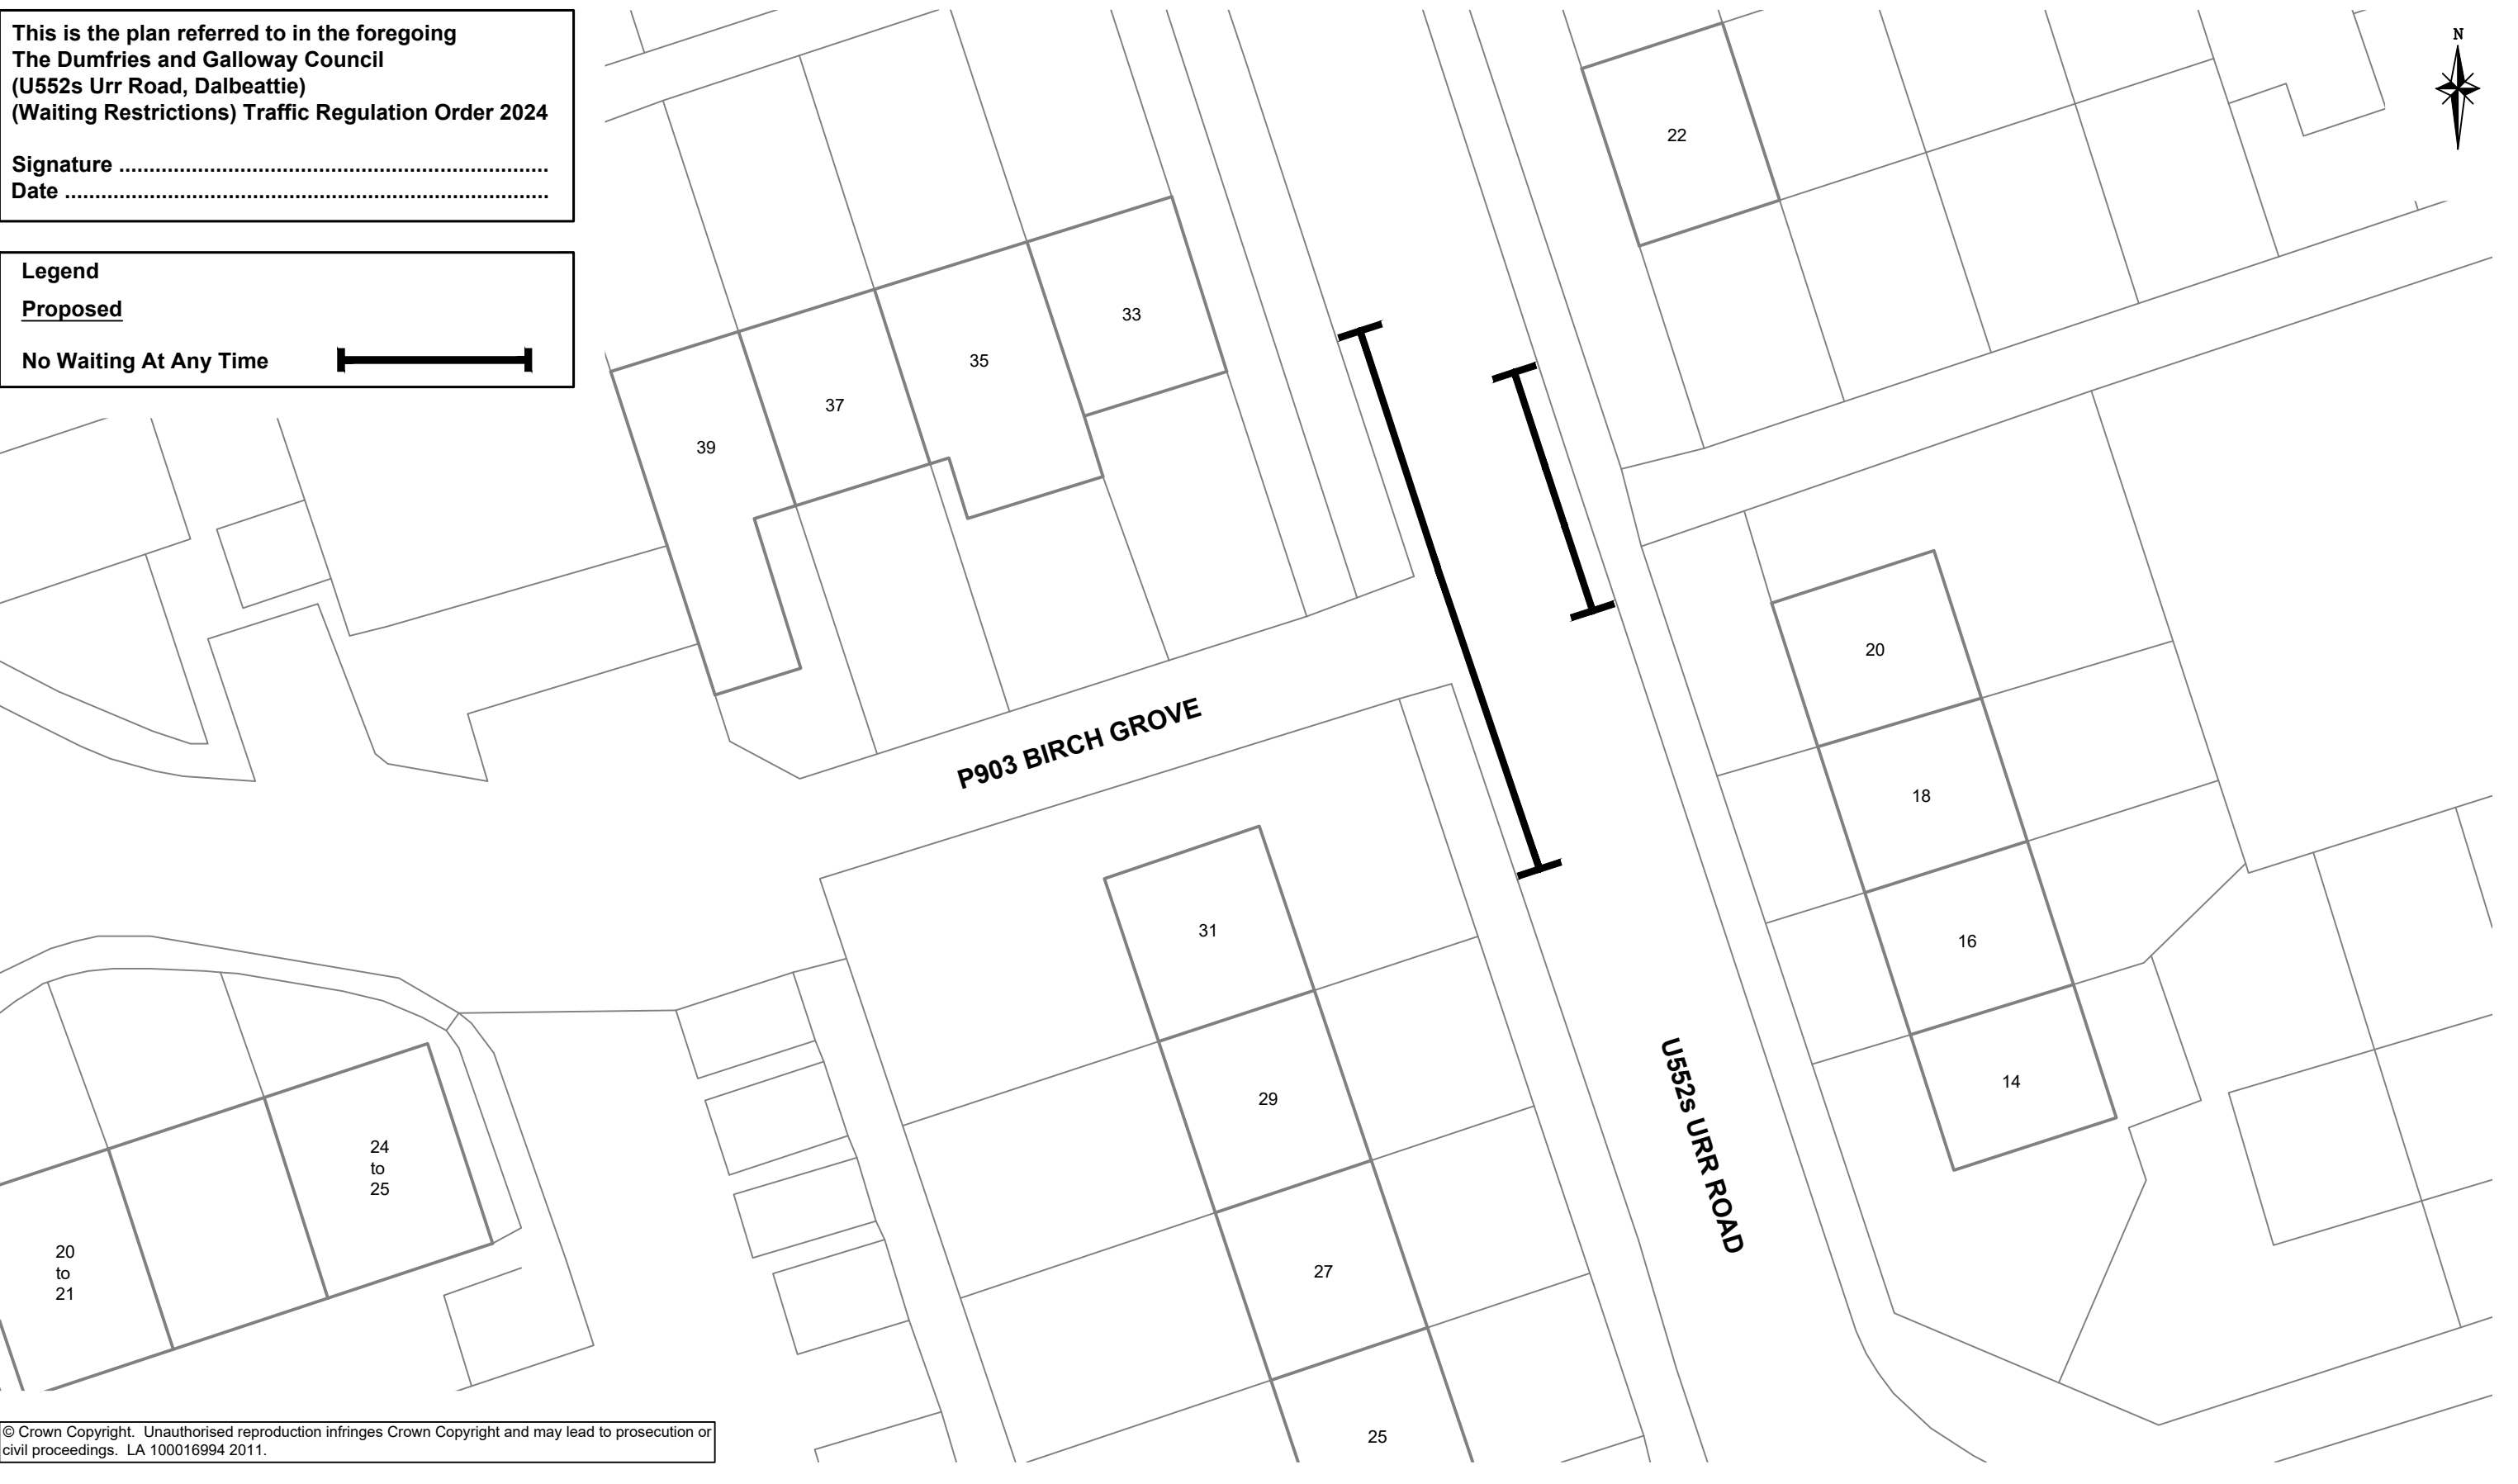 This is the plan referred to in the foregoing
The Dumfries and Galloway Council
(U552s Urr Road, Dalbeattie)
(Waiting Restrictions) Traffic Regulation Order 2024
Signature ........................................................................
Date .................................................................................
Legend
Proposed
No Waiting At Any Time
N
22
33
35
37
39
20
18
16
14
P903 BIRCH GROVE
31
29
27
25
U552s URR ROAD
24
to
25
20
to
21
© Crown Copyright. Unauthorised reproduction infringes Crown Copyright and may lead to prosecution or
civil proceedings. LA 100016994 2011.